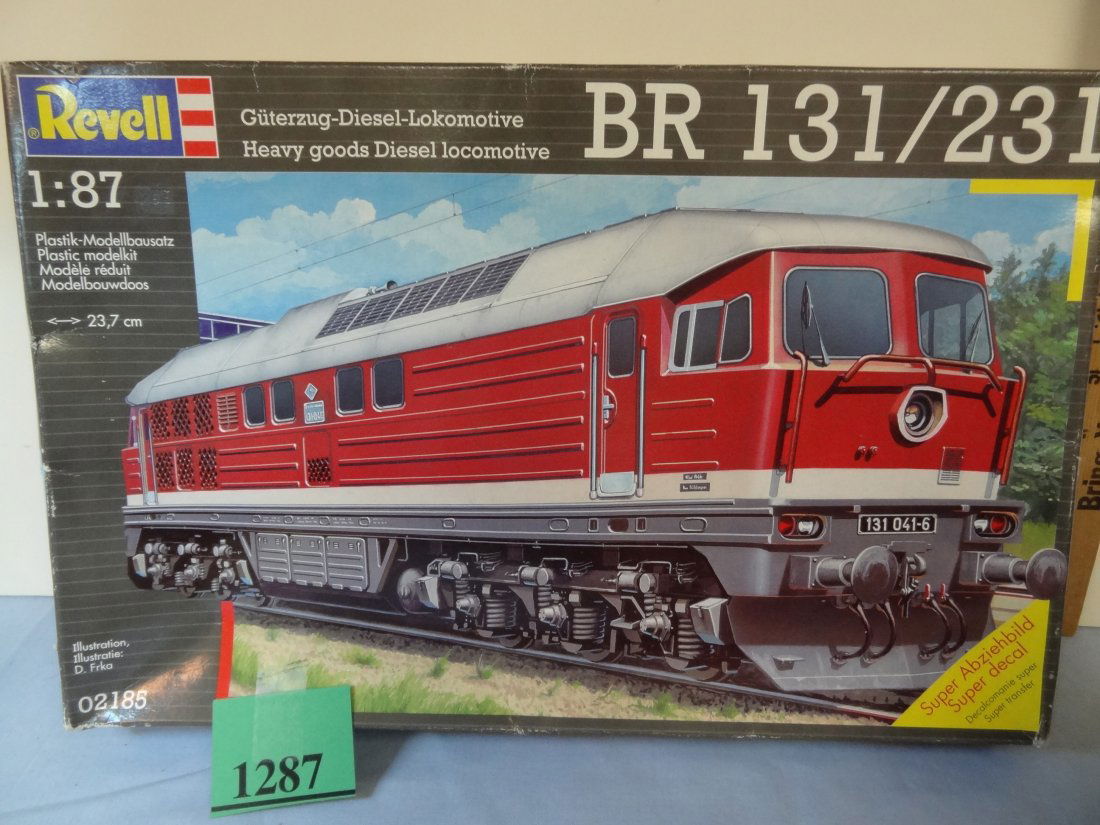 Revell
®
Güterzug-Diesel-Lokomotive
Heavy goods Diesel locomotive
BR 131/231
1:87
Plastik-Modellbausatz
Plastic modelkit
Modèle réduit
Modelbouwdoos
23,7 cm
131 041-6
Illustration,
Illustratie:
D. Frka
02185
Super Abziehbild
Super decal
Decalcomanie super
Super transfer
1287
Bring